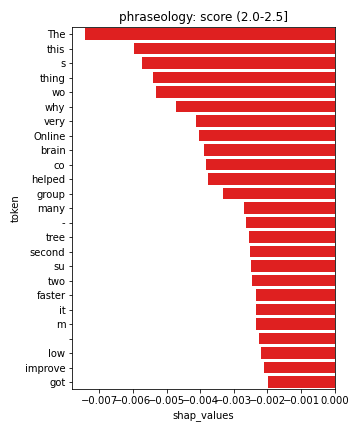 phraseology: score (2.0-2.5]
The
this
s
thing
wo
why
very
Online
brain
co
helped
group
many
-
tree
second
su
two
faster
it
m
low
improve
got
token
−0.007−0.006−0.005−0.004−0.003−0.002−0.001 0.000
shap_values